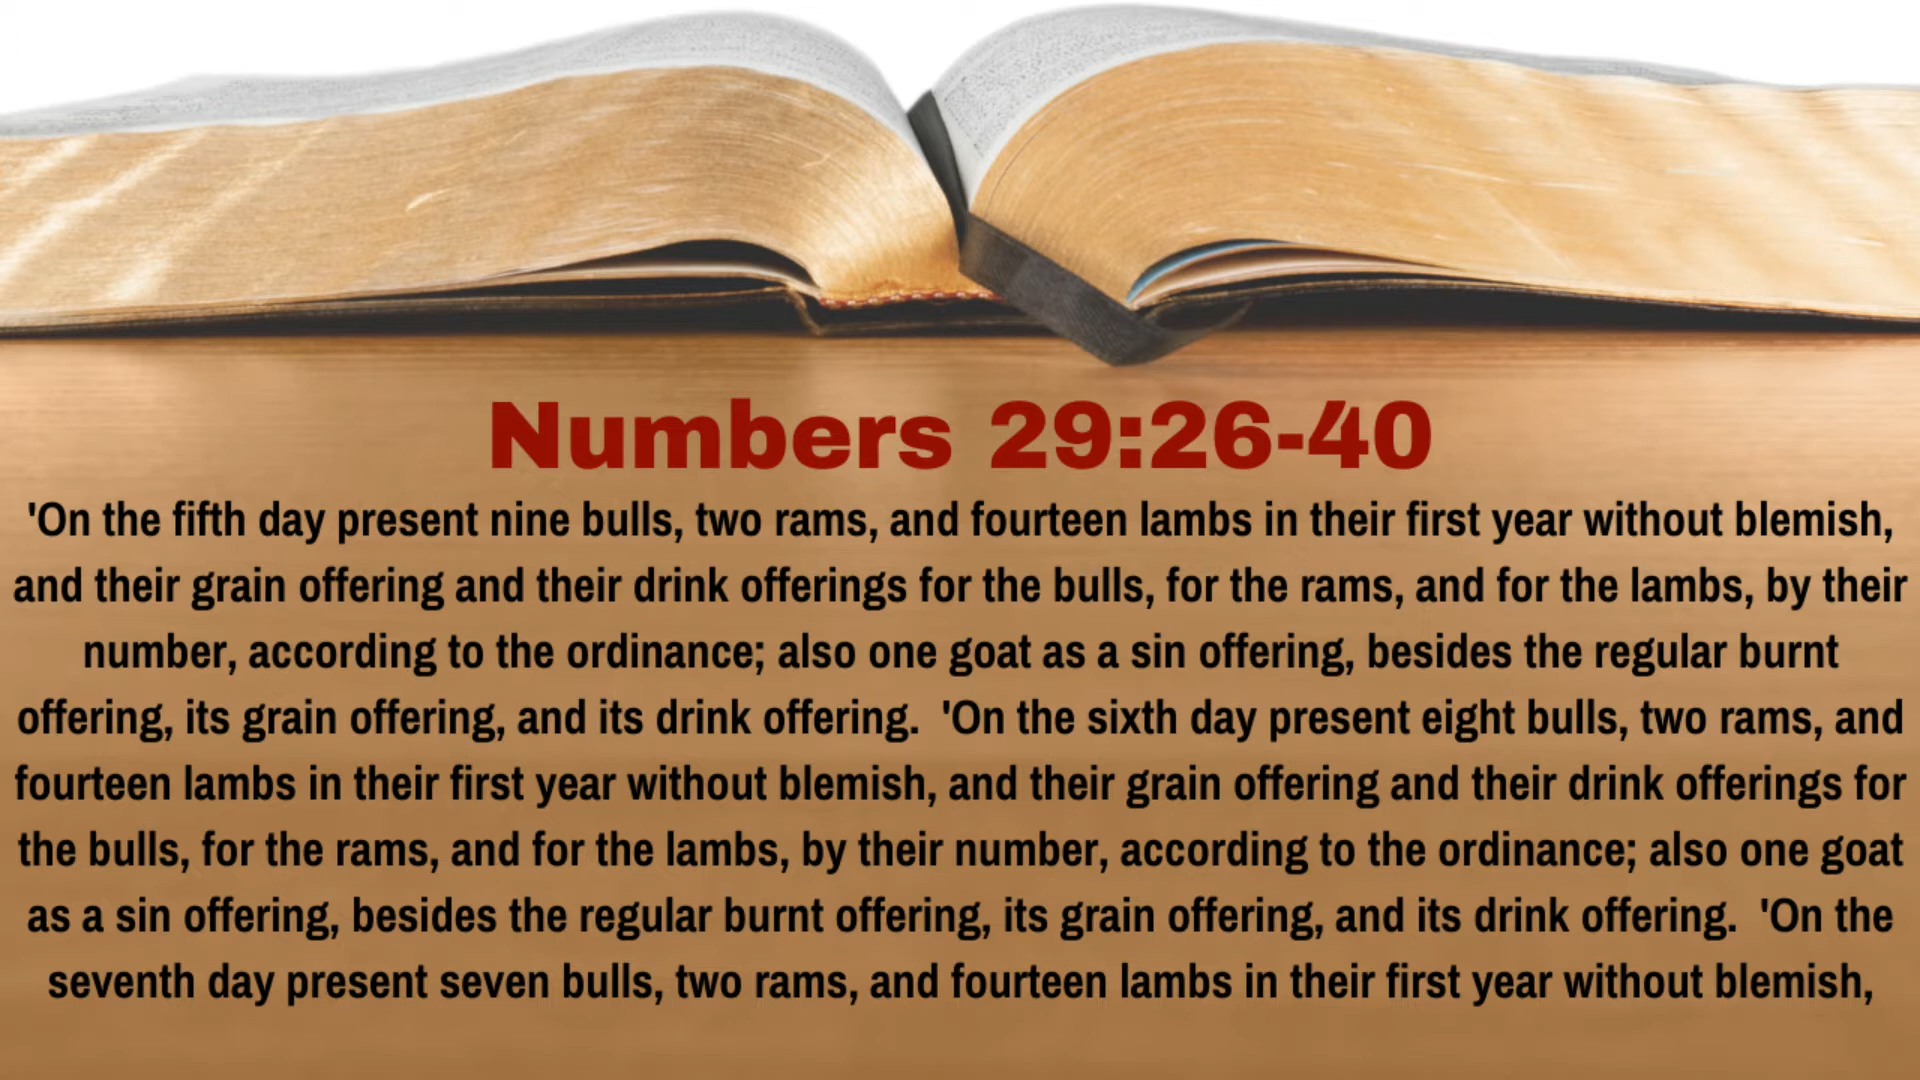 Numbers 29:26-40
'On the fifth day present nine bulls, two rams, and fourteen lambs in their first year without blemish,
and their grain offering and their drink offerings for the bulls, for the rams, and for the lambs, by their
number, according to the ordinance; also one goat as a sin offering, besides the regular burnt
offering, its grain offering, and its drink offering.  'On the sixth day present eight bulls, two rams, and
fourteen lambs in their first year without blemish, and their grain offering and their drink offerings for
the bulls, for the rams, and for the lambs, by their number, according to the ordinance; also one goat
as a sin offering, besides the regular burnt offering, its grain offering, and its drink offering.  'On the
seventh day present seven bulls, two rams, and fourteen lambs in their first year without blemish,